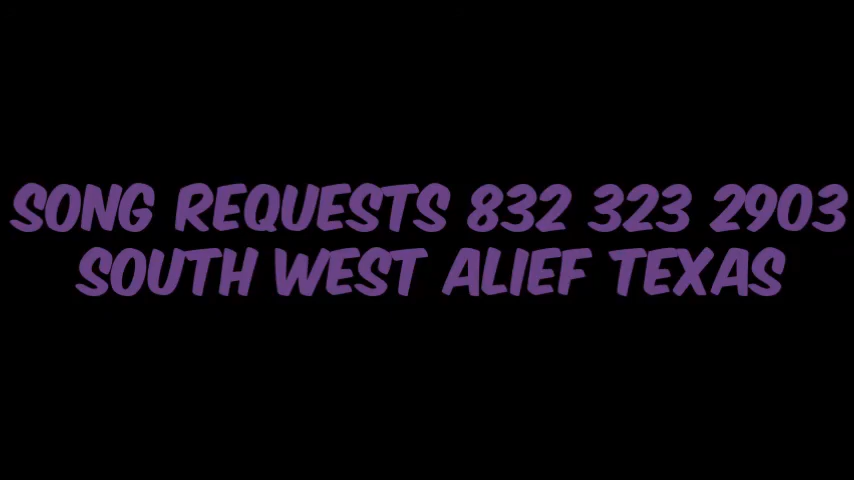 SONG REQUESTS 832 323 2903
SOUTH WEST ALIEF TEXAS